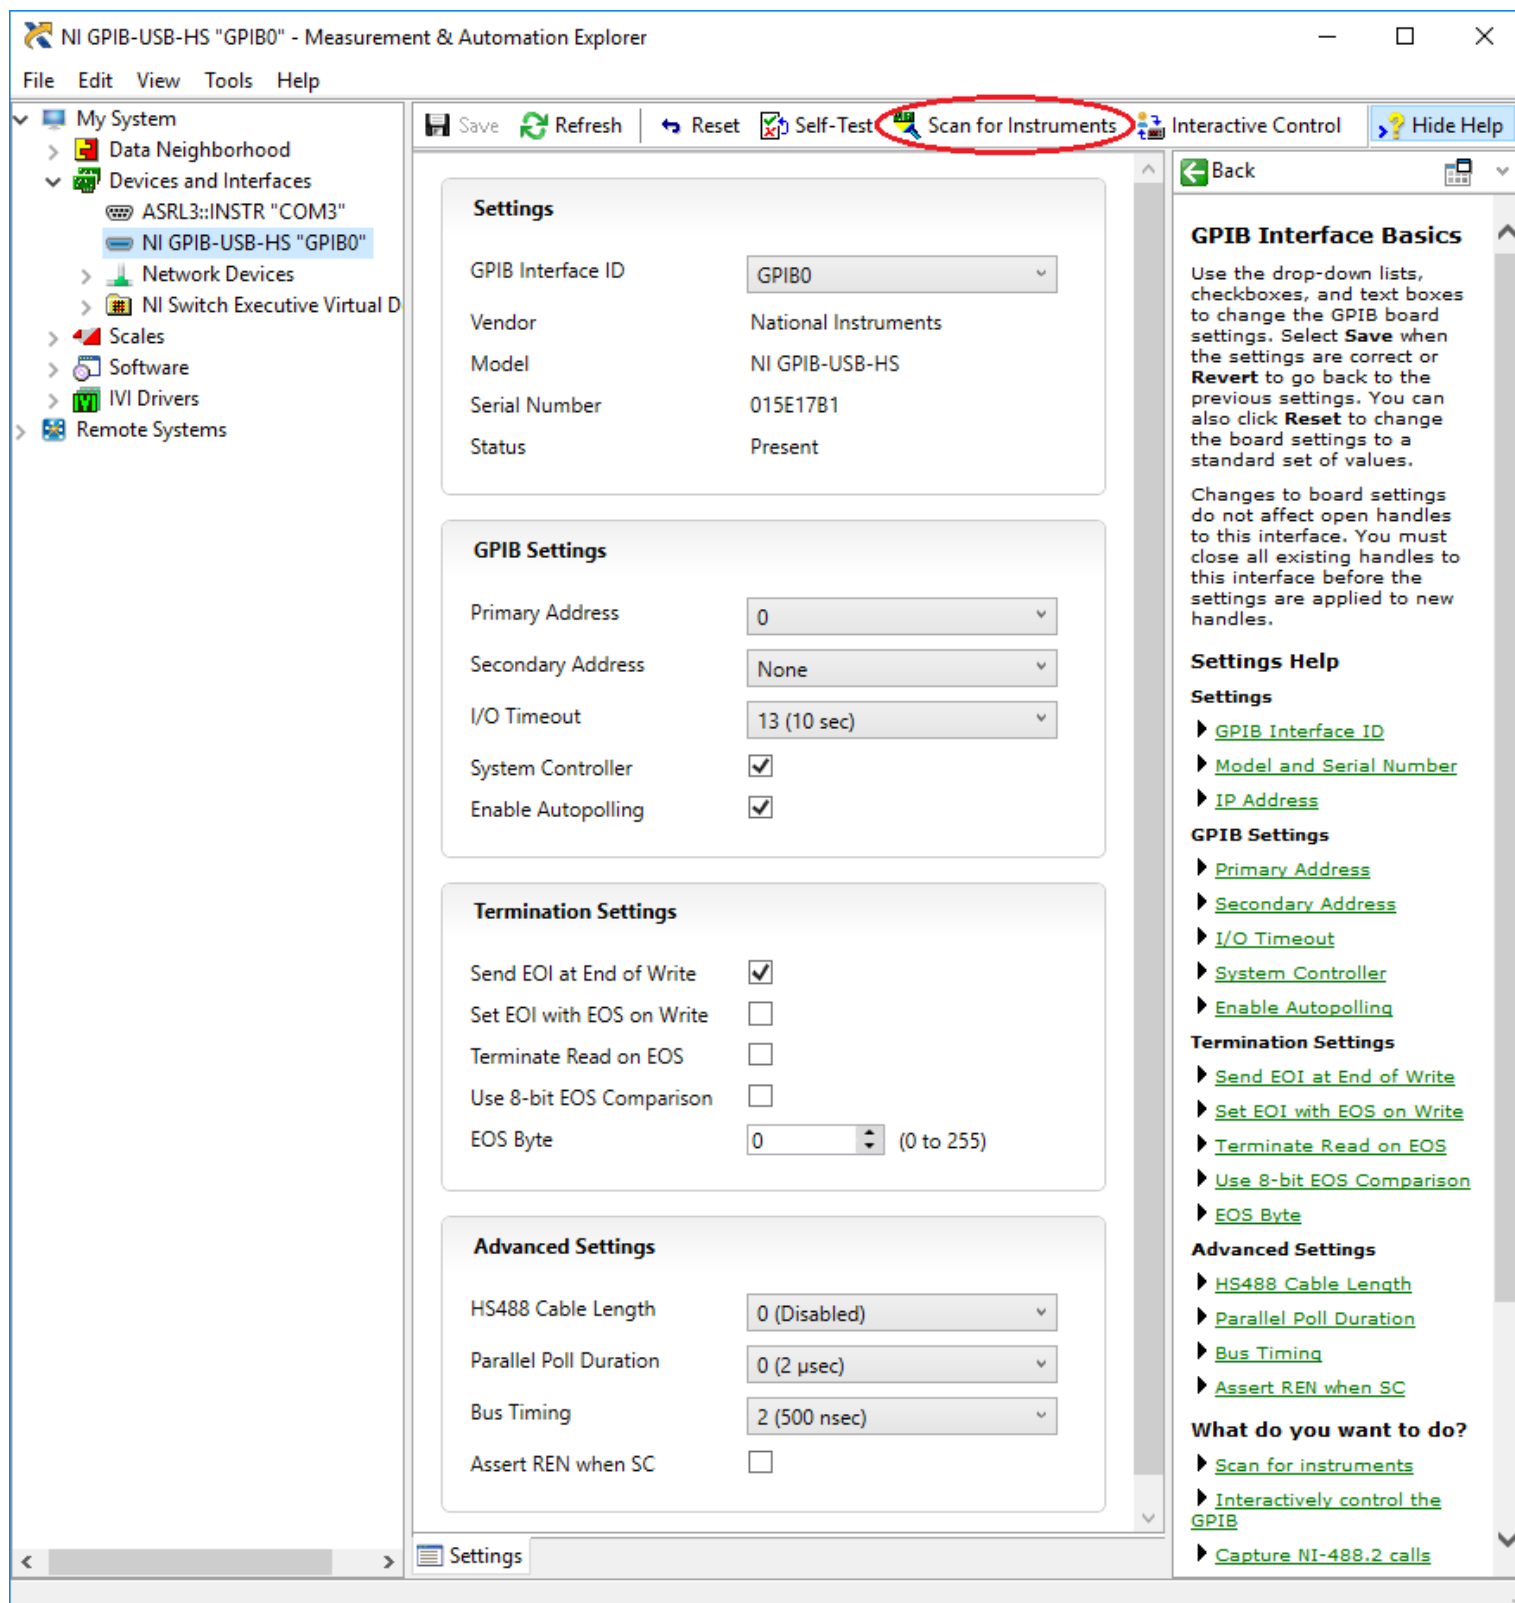 NI GPIB-USB-HS "GPIB0" - Measurement & Automation Explorer
File Edit View Tools Help
My System
Data Neighborhood
Devices and Interfaces
ASRL3::INSTR "COM3"
NI GPIB-USB-HS "GPIB0"
Network Devices
NI Switch Executive Virtual D
Scales
Software
IVI Drivers
Remote Systems
Save Refresh Reset Self-Test Scan for Instruments Interactive Control Hide Help
Settings
GPIB Interface ID GPIB0
Vendor National Instruments
Model NI GPIB-USB-HS
Serial Number 015E17B1
Status Present
GPIB Settings
Primary Address 0
Secondary Address None
I/O Timeout 13 (10 sec)
System Controller
Enable Autopolling
Termination Settings
Send EOI at End of Write
Set EOI with EOS on Write
Terminate Read on EOS
Use 8-bit EOS Comparison
EOS Byte 0 (0 to 255)
Advanced Settings
HS488 Cable Length 0 (Disabled)
Parallel Poll Duration 0 (2 µsec)
Bus Timing 2 (500 nsec)
Assert REN when SC
Settings
Back
GPIB Interface Basics
Use the drop-down lists,
checkboxes, and text boxes
to change the GPIB board
settings. Select Save when
the settings are correct or
Revert to go back to the
previous settings. You can
also click Reset to change
the board settings to a
standard set of values.
Changes to board settings
do not affect open handles
to this interface. You must
close all existing handles to
this interface before the
settings are applied to new
handles.
Settings Help
Settings
GPIB Interface ID
Model and Serial Number
IP Address
GPIB Settings
Primary Address
Secondary Address
I/O Timeout
System Controller
Enable Autopolling
Termination Settings
Send EOI at End of Write
Set EOI with EOS on Write
Terminate Read on EOS
Use 8-bit EOS Comparison
EOS Byte
Advanced Settings
HS488 Cable Length
Parallel Poll Duration
Bus Timing
Assert REN when SC
What do you want to do?
Scan for instruments
Interactively control the
GPIB
Capture NI-488.2 calls